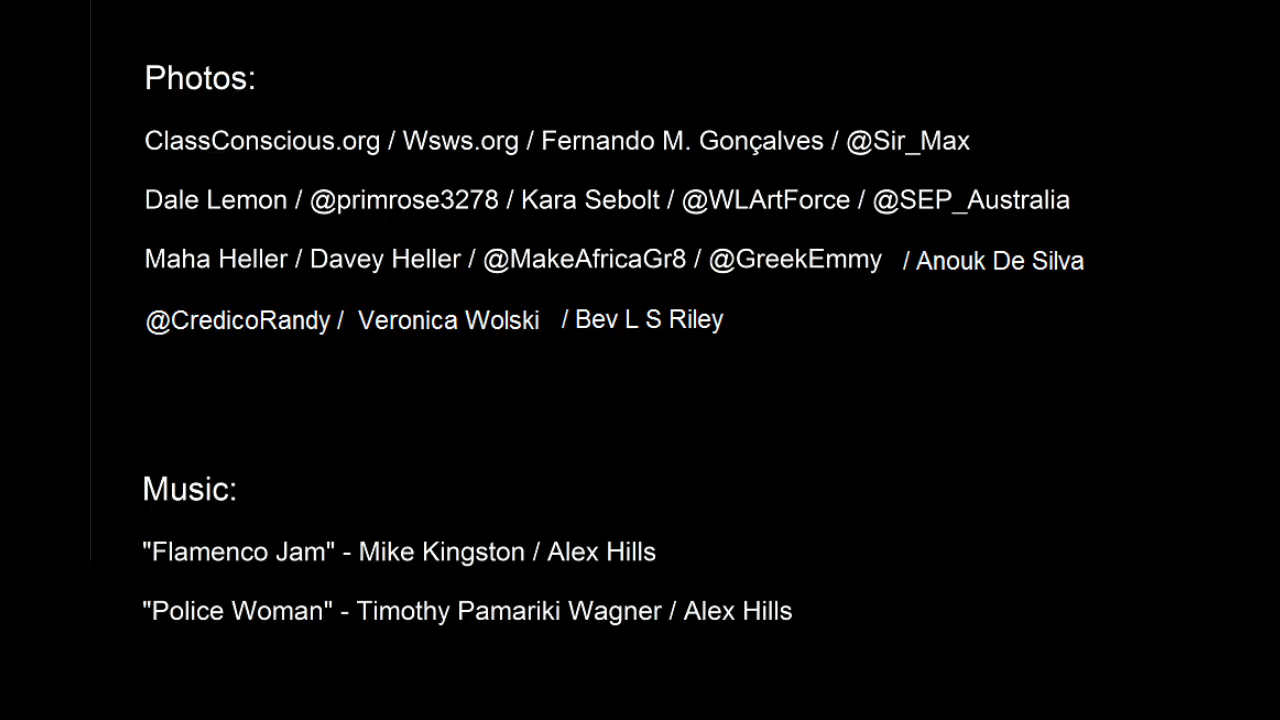 Photos:
ClassConscious.org / Wsws.org / Fernando M. Gonçalves / @Sir_Max
Dale Lemon / @primrose3278 / Kara Sebolt / @WLArtForce / @SEP_Australia
Maha Heller / Davey Heller / @MakeAfricaGr8 / @GreekEmmy / Anouk De Silva
@CredicoRandy / Veronica Wolski / Bev L S Riley
Music:
"Flamenco Jam" - Mike Kingston / Alex Hills
"Police Woman" - Timothy Pamariki Wagner / Alex Hills